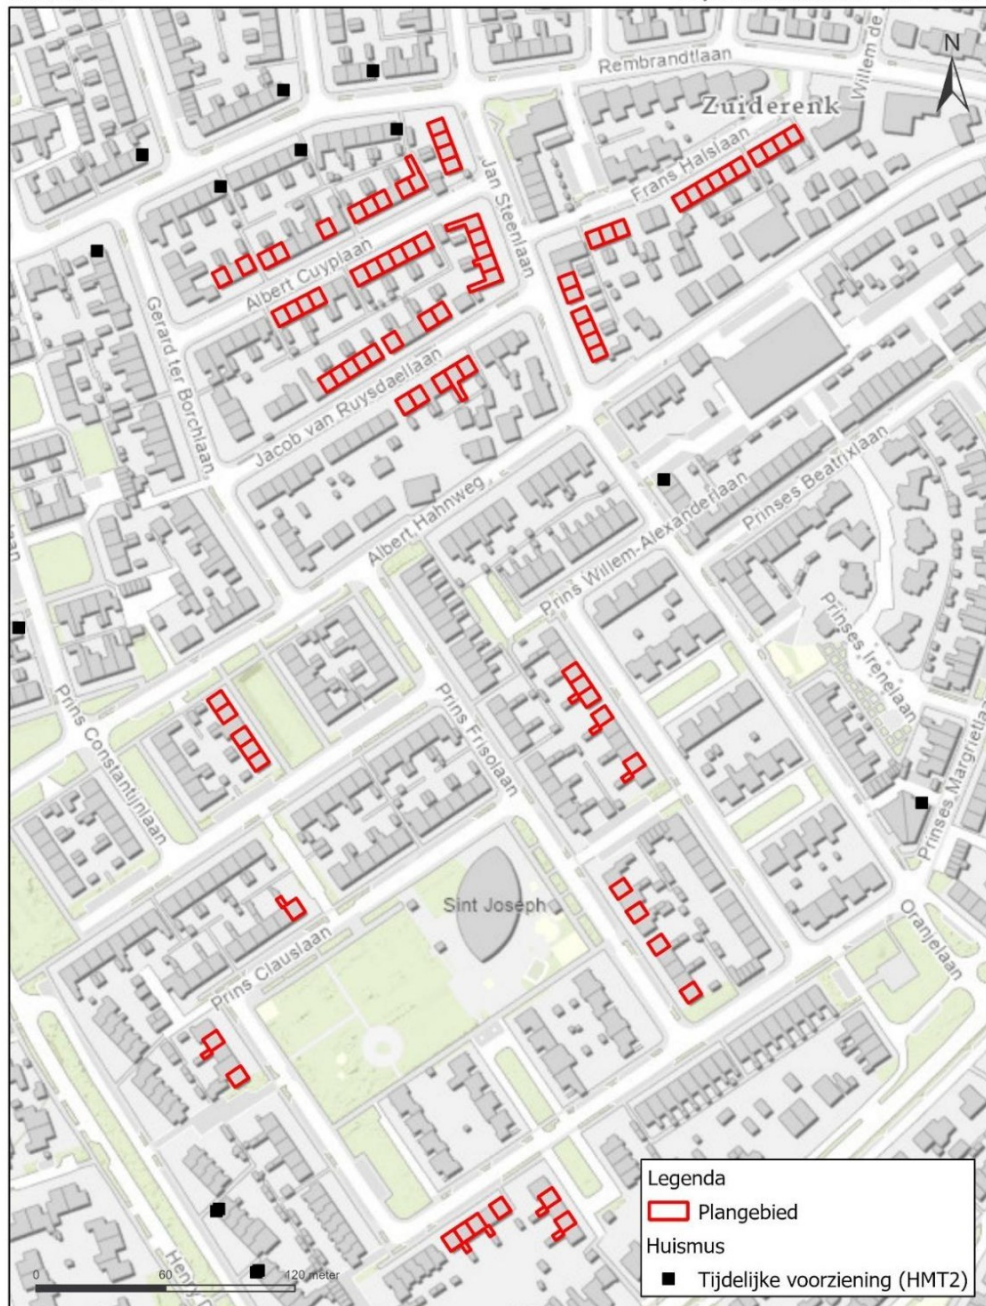 Rembrandtlaan
Willem de
N
Zuiderenk
Frans Halslaan
Jan Steenlaan
Albert Cuyplaan
Gerard ter Borchlaan
Jacob van Ruysdaellaan
Albert Hahnweg
Prins Willem-Alexanderlaan
Prinses Beatrixlaan
Prinses Irenelaan
Prins Constantijnlaan
Prins Frisolaan
Prinses Margrietlaa
Sint Joseph
Oranjelaan
Prins Clauslaan
Legenda
Plangebied
Huismus
Tijdelijke voorziening (HMT2)
0 60 120 meter